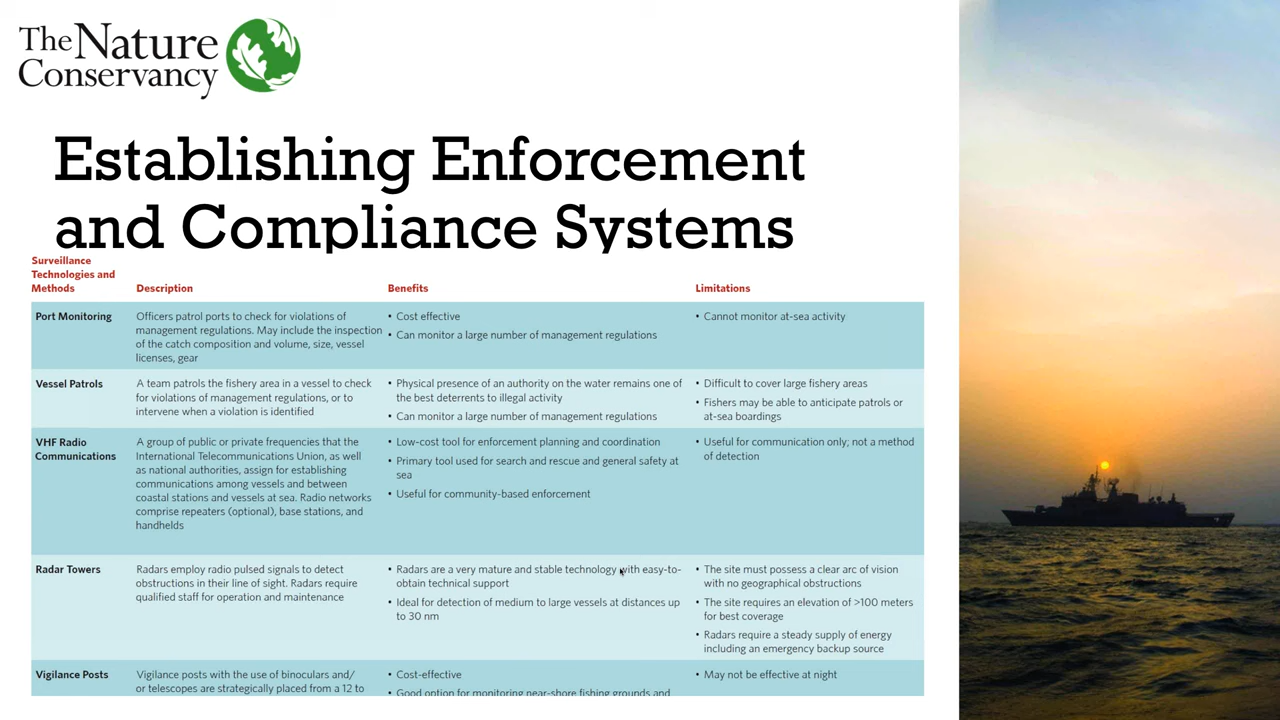 The Nature
Conservancy
Establishing Enforcement
and Compliance Systems
Surveillance
Technologies and
Methods
Description
Benefits
Limitations
Port Monitoring
Officers patrol ports to check for violations of
management regulations. May include the inspection
of the catch composition and volume, size, vessel
licenses, gear
• Cost effective
• Can monitor a large number of management regulations
• Cannot monitor at-sea activity
Vessel Patrols
A team patrols the fishery area in a vessel to check
for violations of management regulations, or to
intervene when a violation is identified
• Physical presence of an authority on the water remains one of
the best deterrents to illegal activity
• Can monitor a large number of management regulations
• Difficult to cover large fishery areas
• Fishers may be able to anticipate patrols or
at-sea boardings
VHF Radio
Communications
A group of public or private frequencies that the
International Telecommunications Union, as well
as national authorities, assign for establishing
communications among vessels and between
coastal stations and vessels at sea. Radio networks
comprise repeaters (optional), base stations, and
handhelds
• Low-cost tool for enforcement planning and coordination
• Primary tool used for search and rescue and general safety at
sea
• Useful for community-based enforcement
• Useful for communication only; not a method
of detection
Radar Towers
Radars employ radio pulsed signals to detect
obstructions in their line of sight. Radars require
qualified staff for operation and maintenance
• Radars are a very mature and stable technology with easy-to-
obtain technical support
• Ideal for detection of medium to large vessels at distances up
to 30 nm
• The site must possess a clear arc of vision
with no geographical obstructions
• The site requires an elevation of >100 meters
for best coverage
• Radars require a steady supply of energy
including an emergency backup source
Vigilance Posts
Vigilance posts with the use of binoculars and/
or telescopes are strategically placed from a 12 to
• Cost-effective
• Good option for monitoring near-shore fishing grounds and
• May not be effective at night